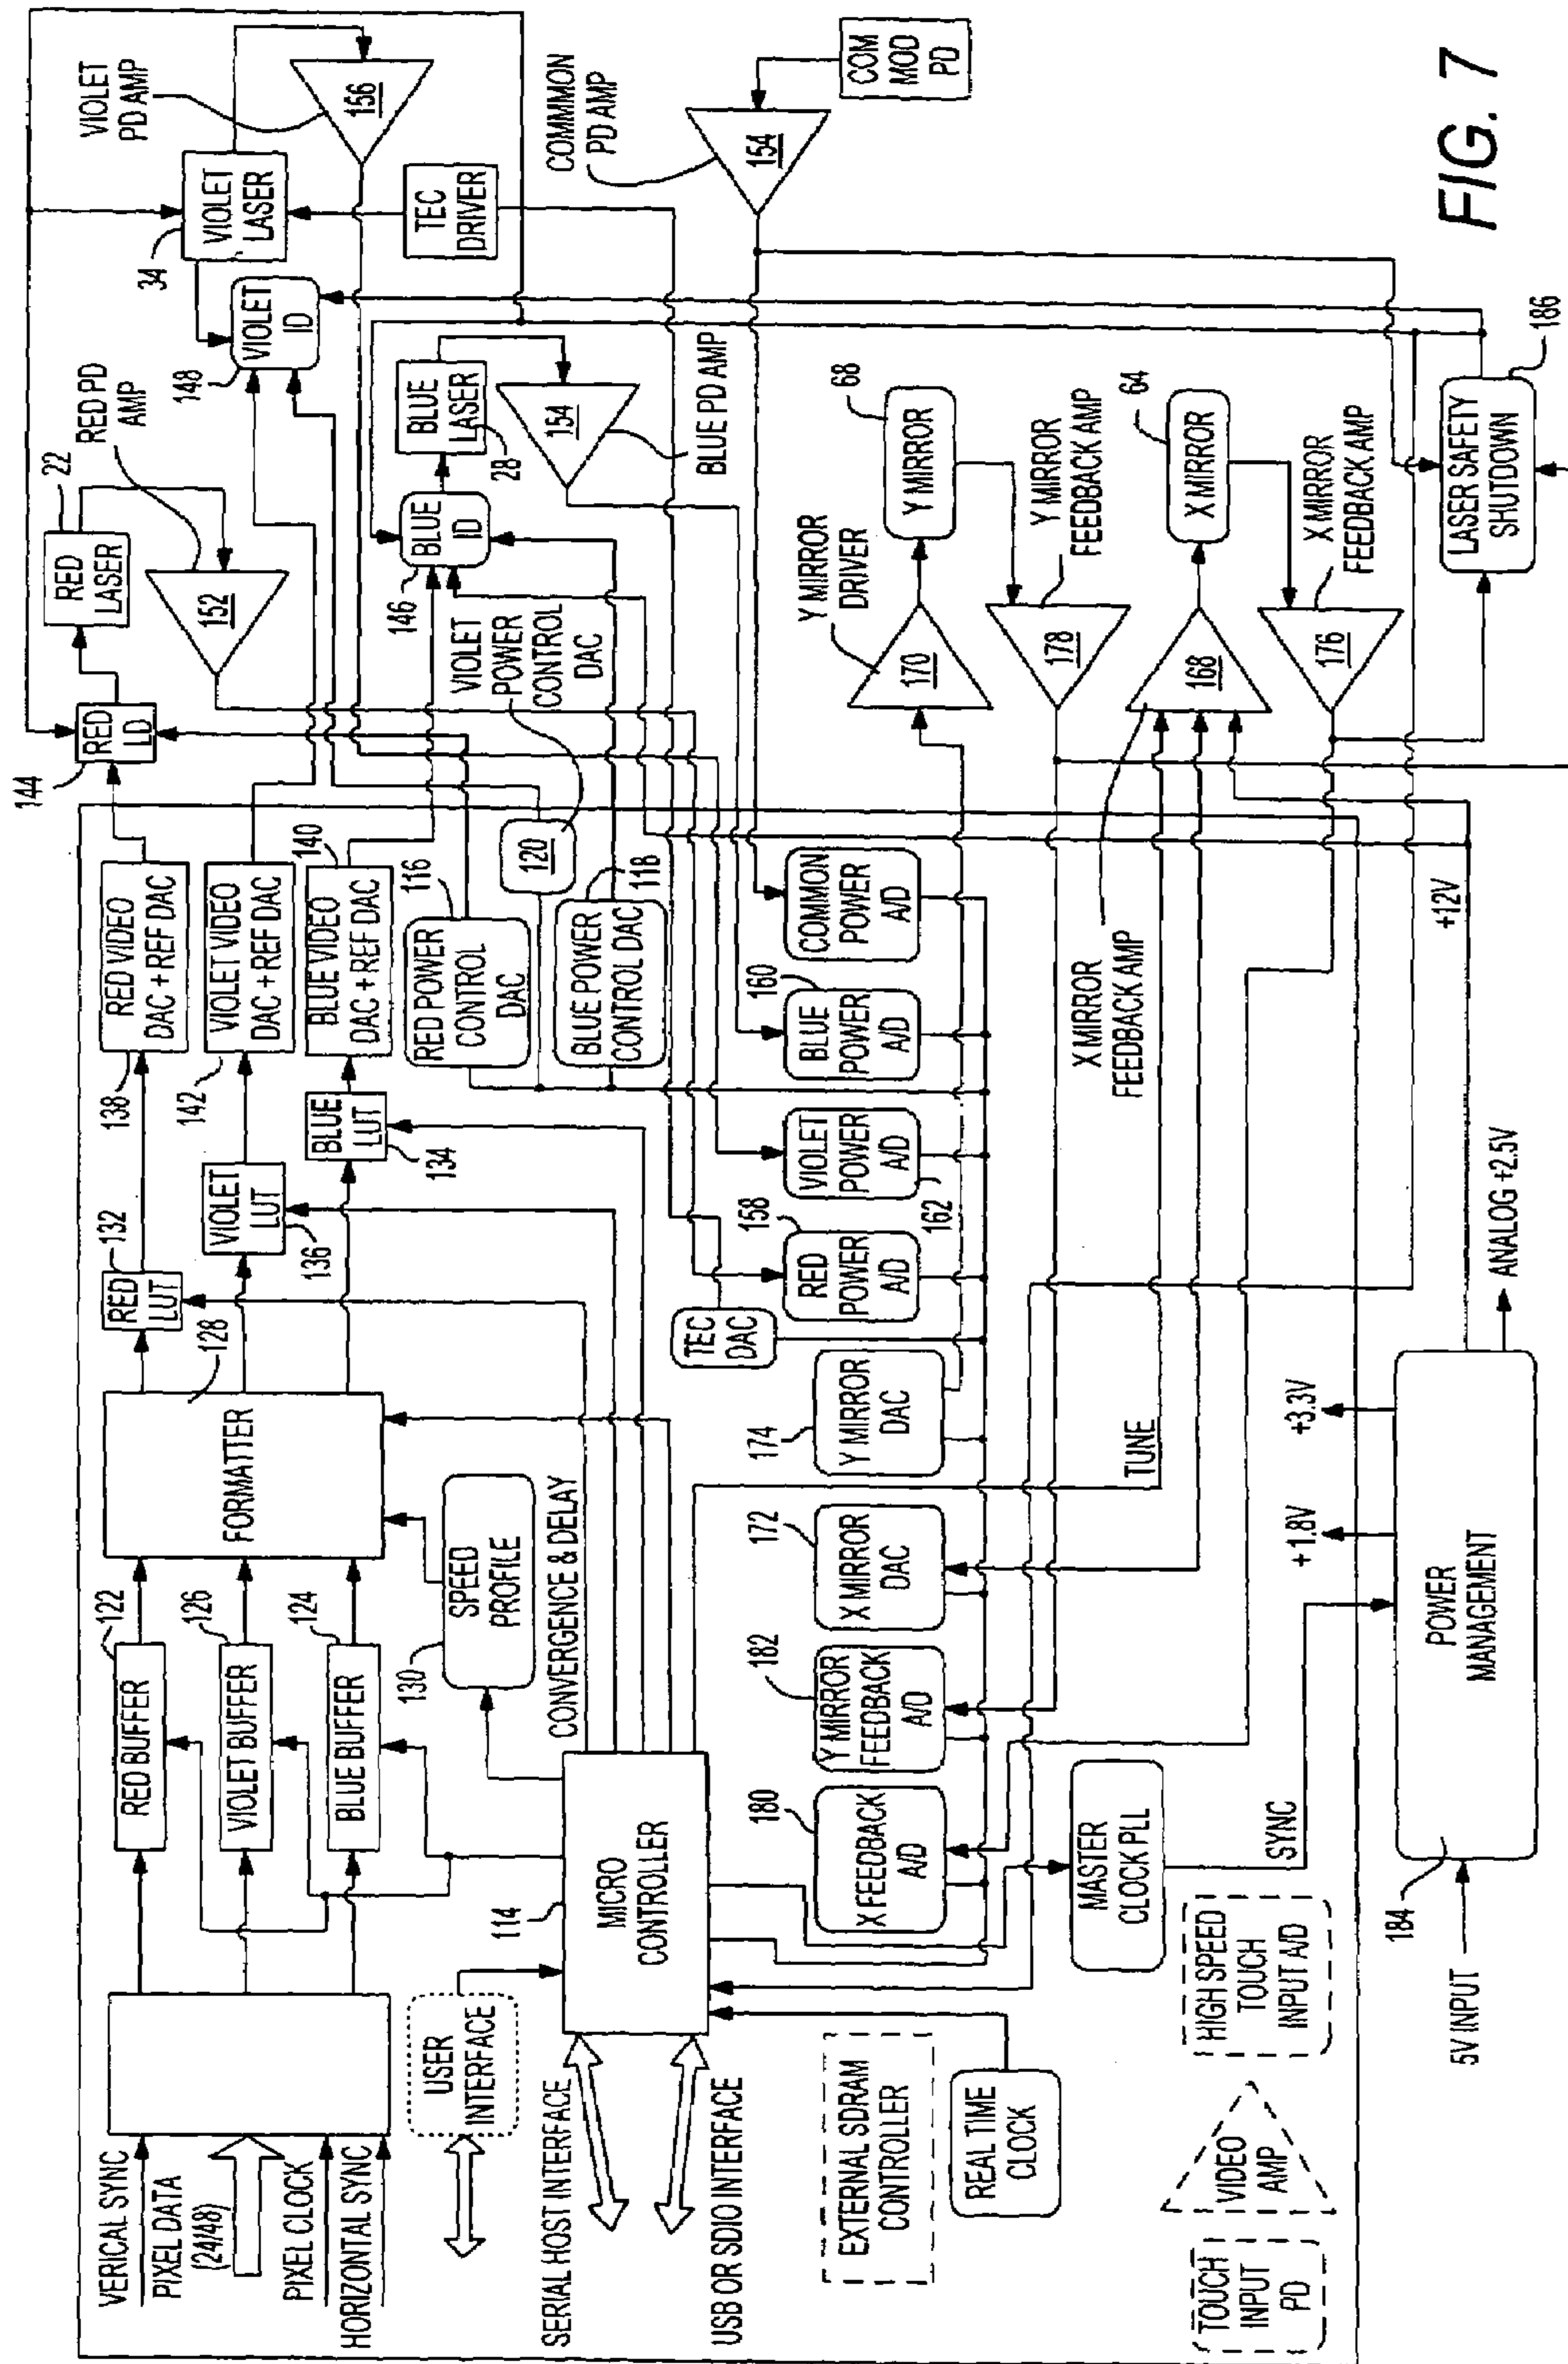 VERICAL SYNC
PIXEL DATA
(24/48)
PIXEL CLOCK
HORIZONTAL SYNC
RED BUFFER
122
VIOLET BUFFER
126
BLUE BUFFER
124
FORMATTER
128
RED
LUT
132
VIOLET
LUT
136
BLUE
LUT
134
138
RED VIDEO
DAC + REF DAC
142
VIOLET VIDEO
DAC + REF DAC
BLUE VIDEO
DAC + REF DAC
140
RED POWER
CONTROL
DAC
116
120
BLUE POWER
CONTROL DAC
118
VIOLET
POWER
CONTROL
DAC
144
RED
LD
RED
LASER
22
152
RED PD
AMP
148
VIOLET
ID
34
VIOLET
LASER
VIOLET
PD AMP
156
TEC
DRIVER
146
BLUE
ID
BLUE
LASER
28
154
BLUE PD AMP
COMMMON
PD AMP
154
COM
MOD
PD
USER
INTERFACE
130
SPEED
PROFILE
CONVERGENCE & DELAY
SERIAL HOST INTERFACE
114
MICRO
CONTROLLER
USB OR SDIO INTERFACE
TEC
DAC
RED
POWER
A/D
158
VIOLET
POWER
A/D
162
BLUE
POWER
A/D
160
COMMON
POWER
A/D
180
X FEEDBACK
A/D
182
Y MIRROR
FEEDBACK
A/D
172
X MIRROR
DAC
174
Y MIRROR
DAC
Y MIRROR
DRIVER
170
68
Y MIRROR
178
Y MIRROR
FEEDBACK AMP
168
64
X MIRROR
176
X MIRROR
FEEDBACK AMP
X MIRROR
FEEDBACK AMP
TUNE
EXTERNAL SDRAM
CONTROLLER
REAL TIME
CLOCK
MASTER
CLOCK PLL
SYNC
TOUCH
INPUT
PD
VIDEO
AMP
HIGH SPEED
TOUCH
INPUT A/D
5V INPUT
184
POWER
MANAGEMENT
+1.8V
+3.3V
ANALOG +2.5V
+12V
LASER SAFETY
SHUTDOWN
186
FIG. 7